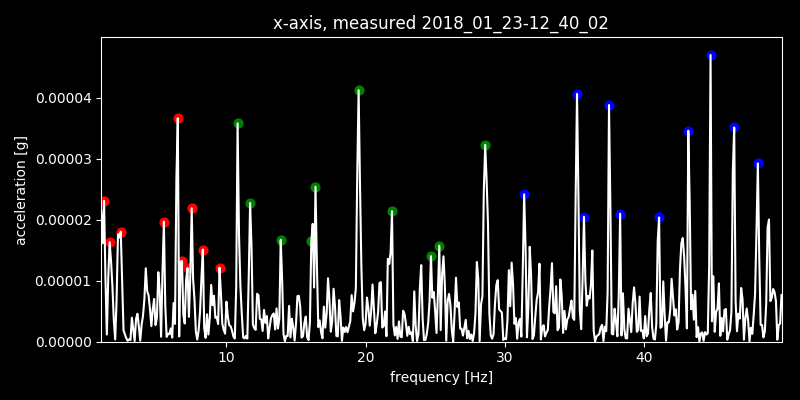 x-axis, measured 2018_01_23-12_40_02
acceleration [g]
0.00004
0.00003
0.00002
0.00001
0.00000
10 20 30 40
frequency [Hz]